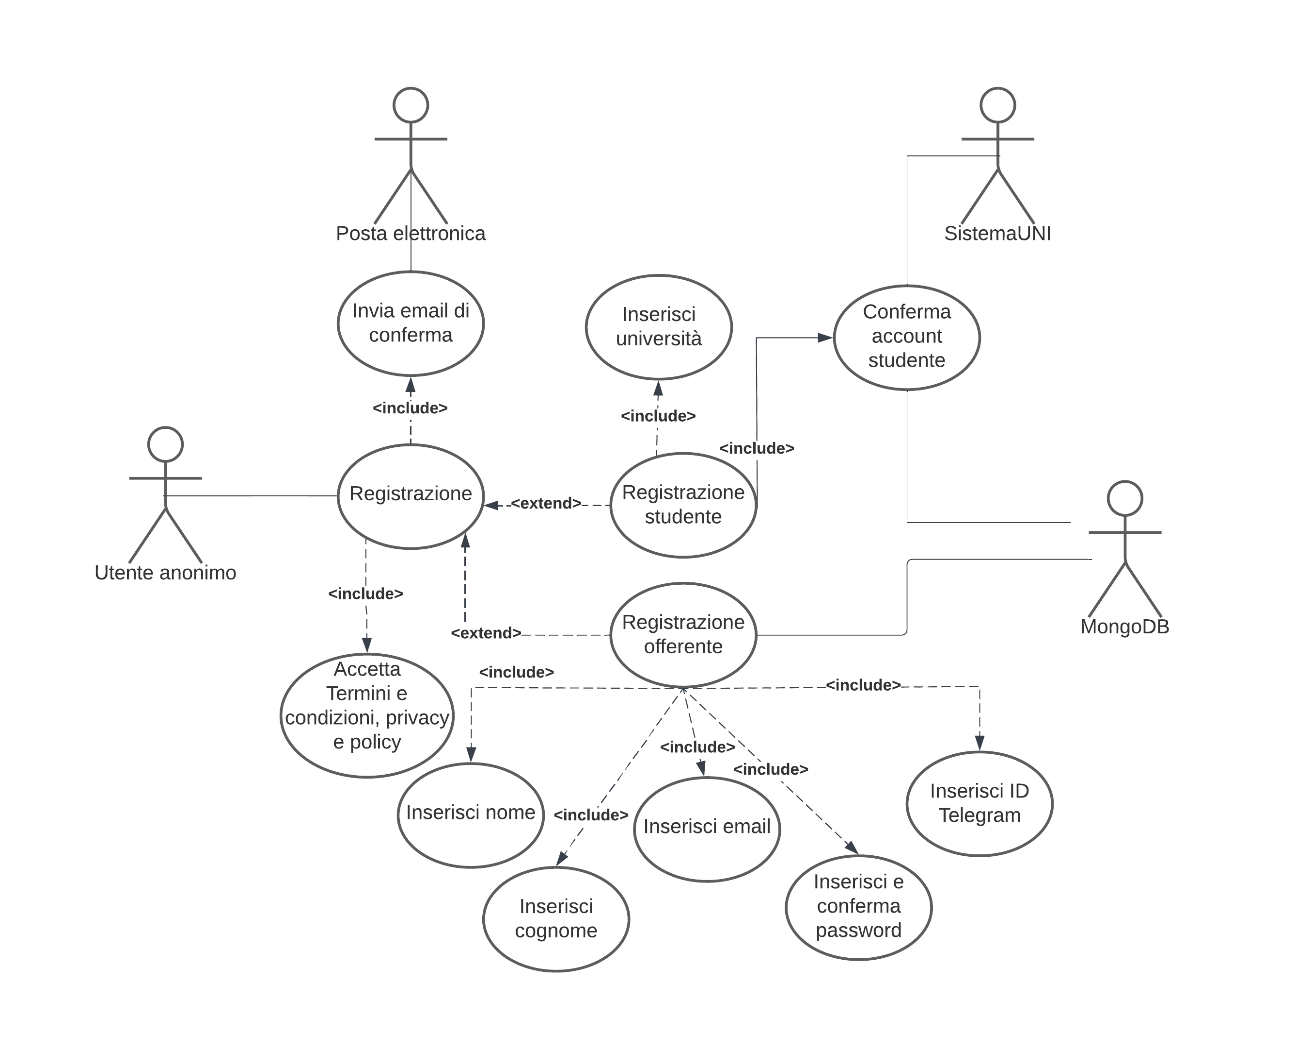 Posta elettronica
SistemaUNI
Invia email di
conferma
Inserisci
università
Conferma
account
studente
<include>
<include>
<include>
Registrazione
<extend>
Registrazione
studente
Utente anonimo
<include>
<extend>
Registrazione
offerente
MongoDB
Accetta
Termini e
condizioni, privacy
e policy
<include>
<include>
<include>
<include>
<include>
Inserisci nome
Inserisci email
Inserisci ID
Telegram
Inserisci
cognome
Inserisci e
conferma
password